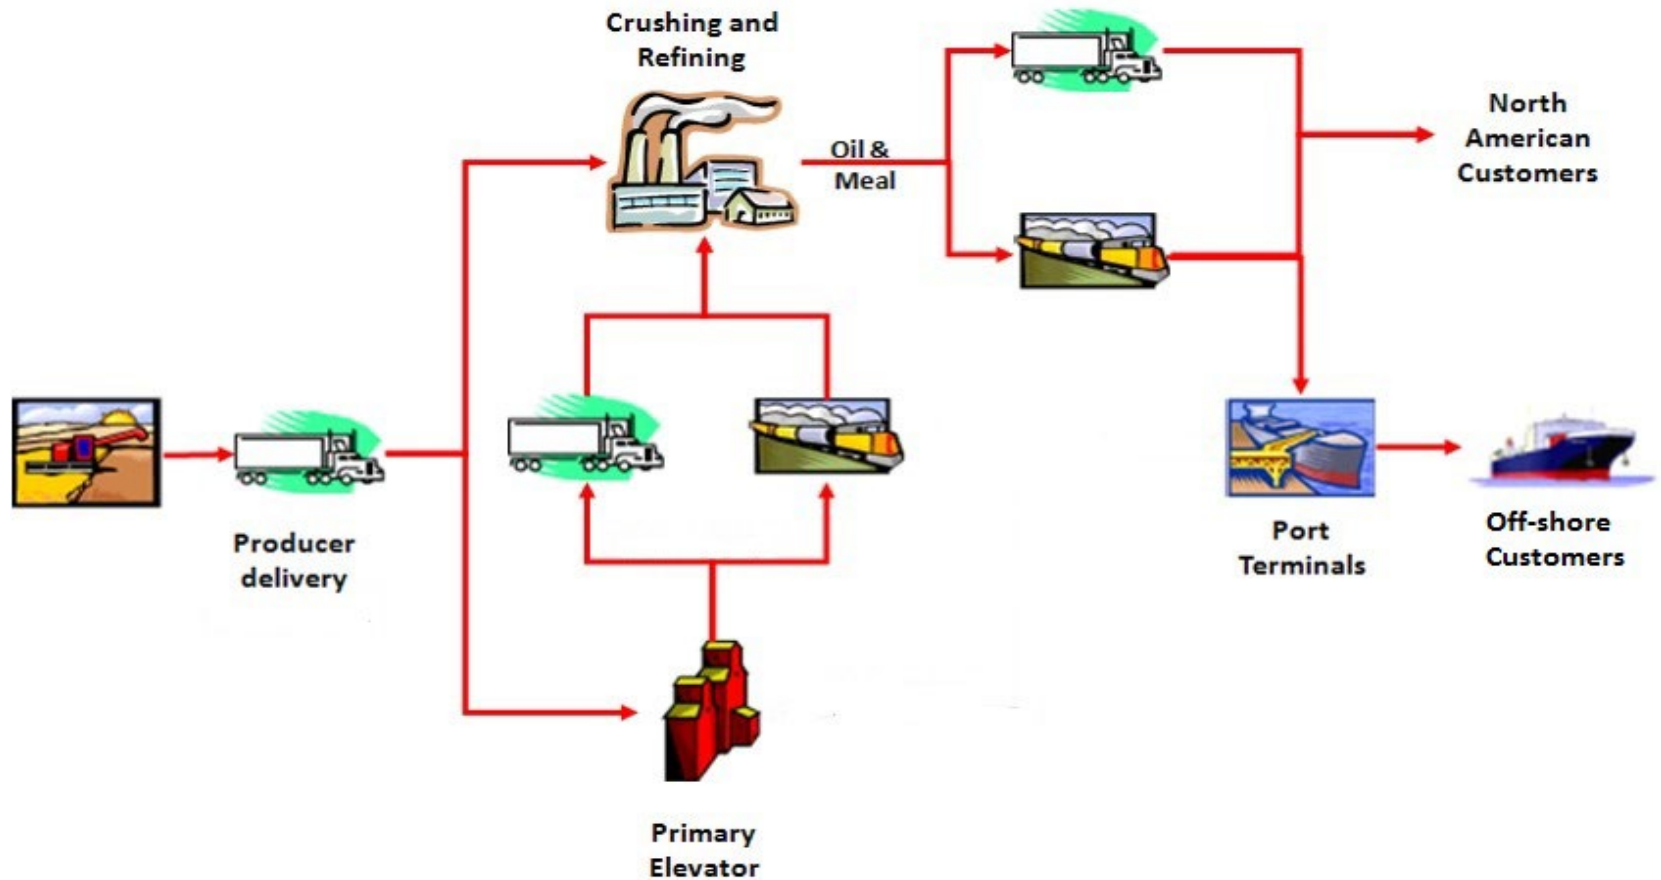 Crushing and
Refining
Oil &
Meal
North
American
Customers
Producer
delivery
Port
Terminals
Off-shore
Customers
Primary
Elevator